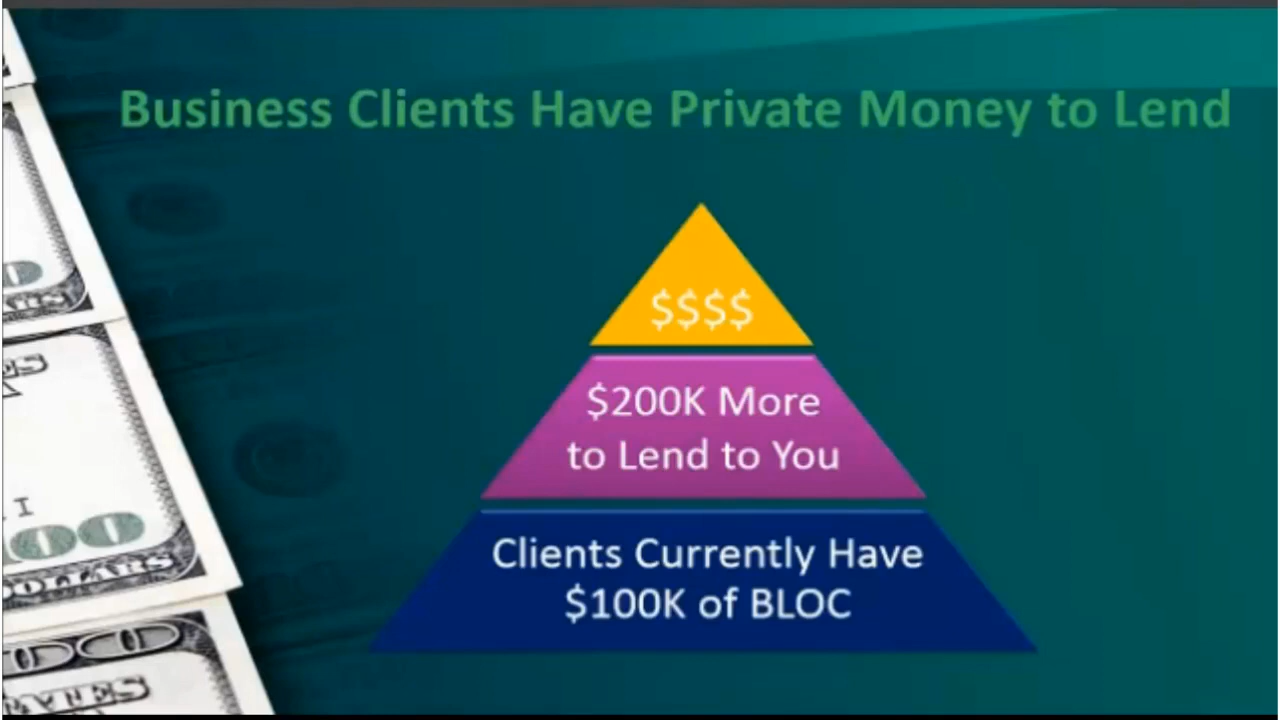 Business Clients Have Private Money to Lend
$$$$
$200K More
to Lend to You
Clients Currently Have
$100K of BLOC